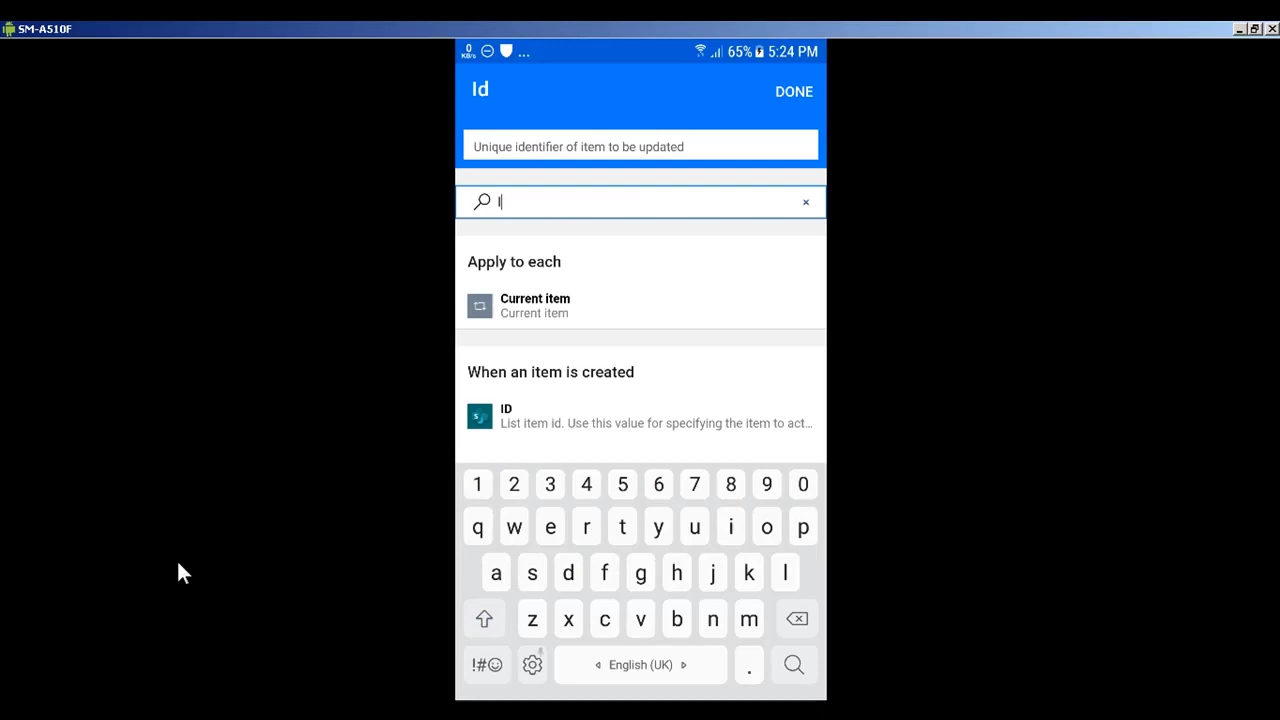 SM-A510F
0 KB/s ... 65% 5:24 PM
Id
DONE
Unique identifier of item to be updated
I
×
Apply to each
Current item
Current item
When an item is created
ID
List item id. Use this value for specifying the item to act...
1 2 3 4 5 6 7 8 9 0
q w e r t y u i o p
a s d f g h j k l
z x c v b n m
!#☺ English (UK) .